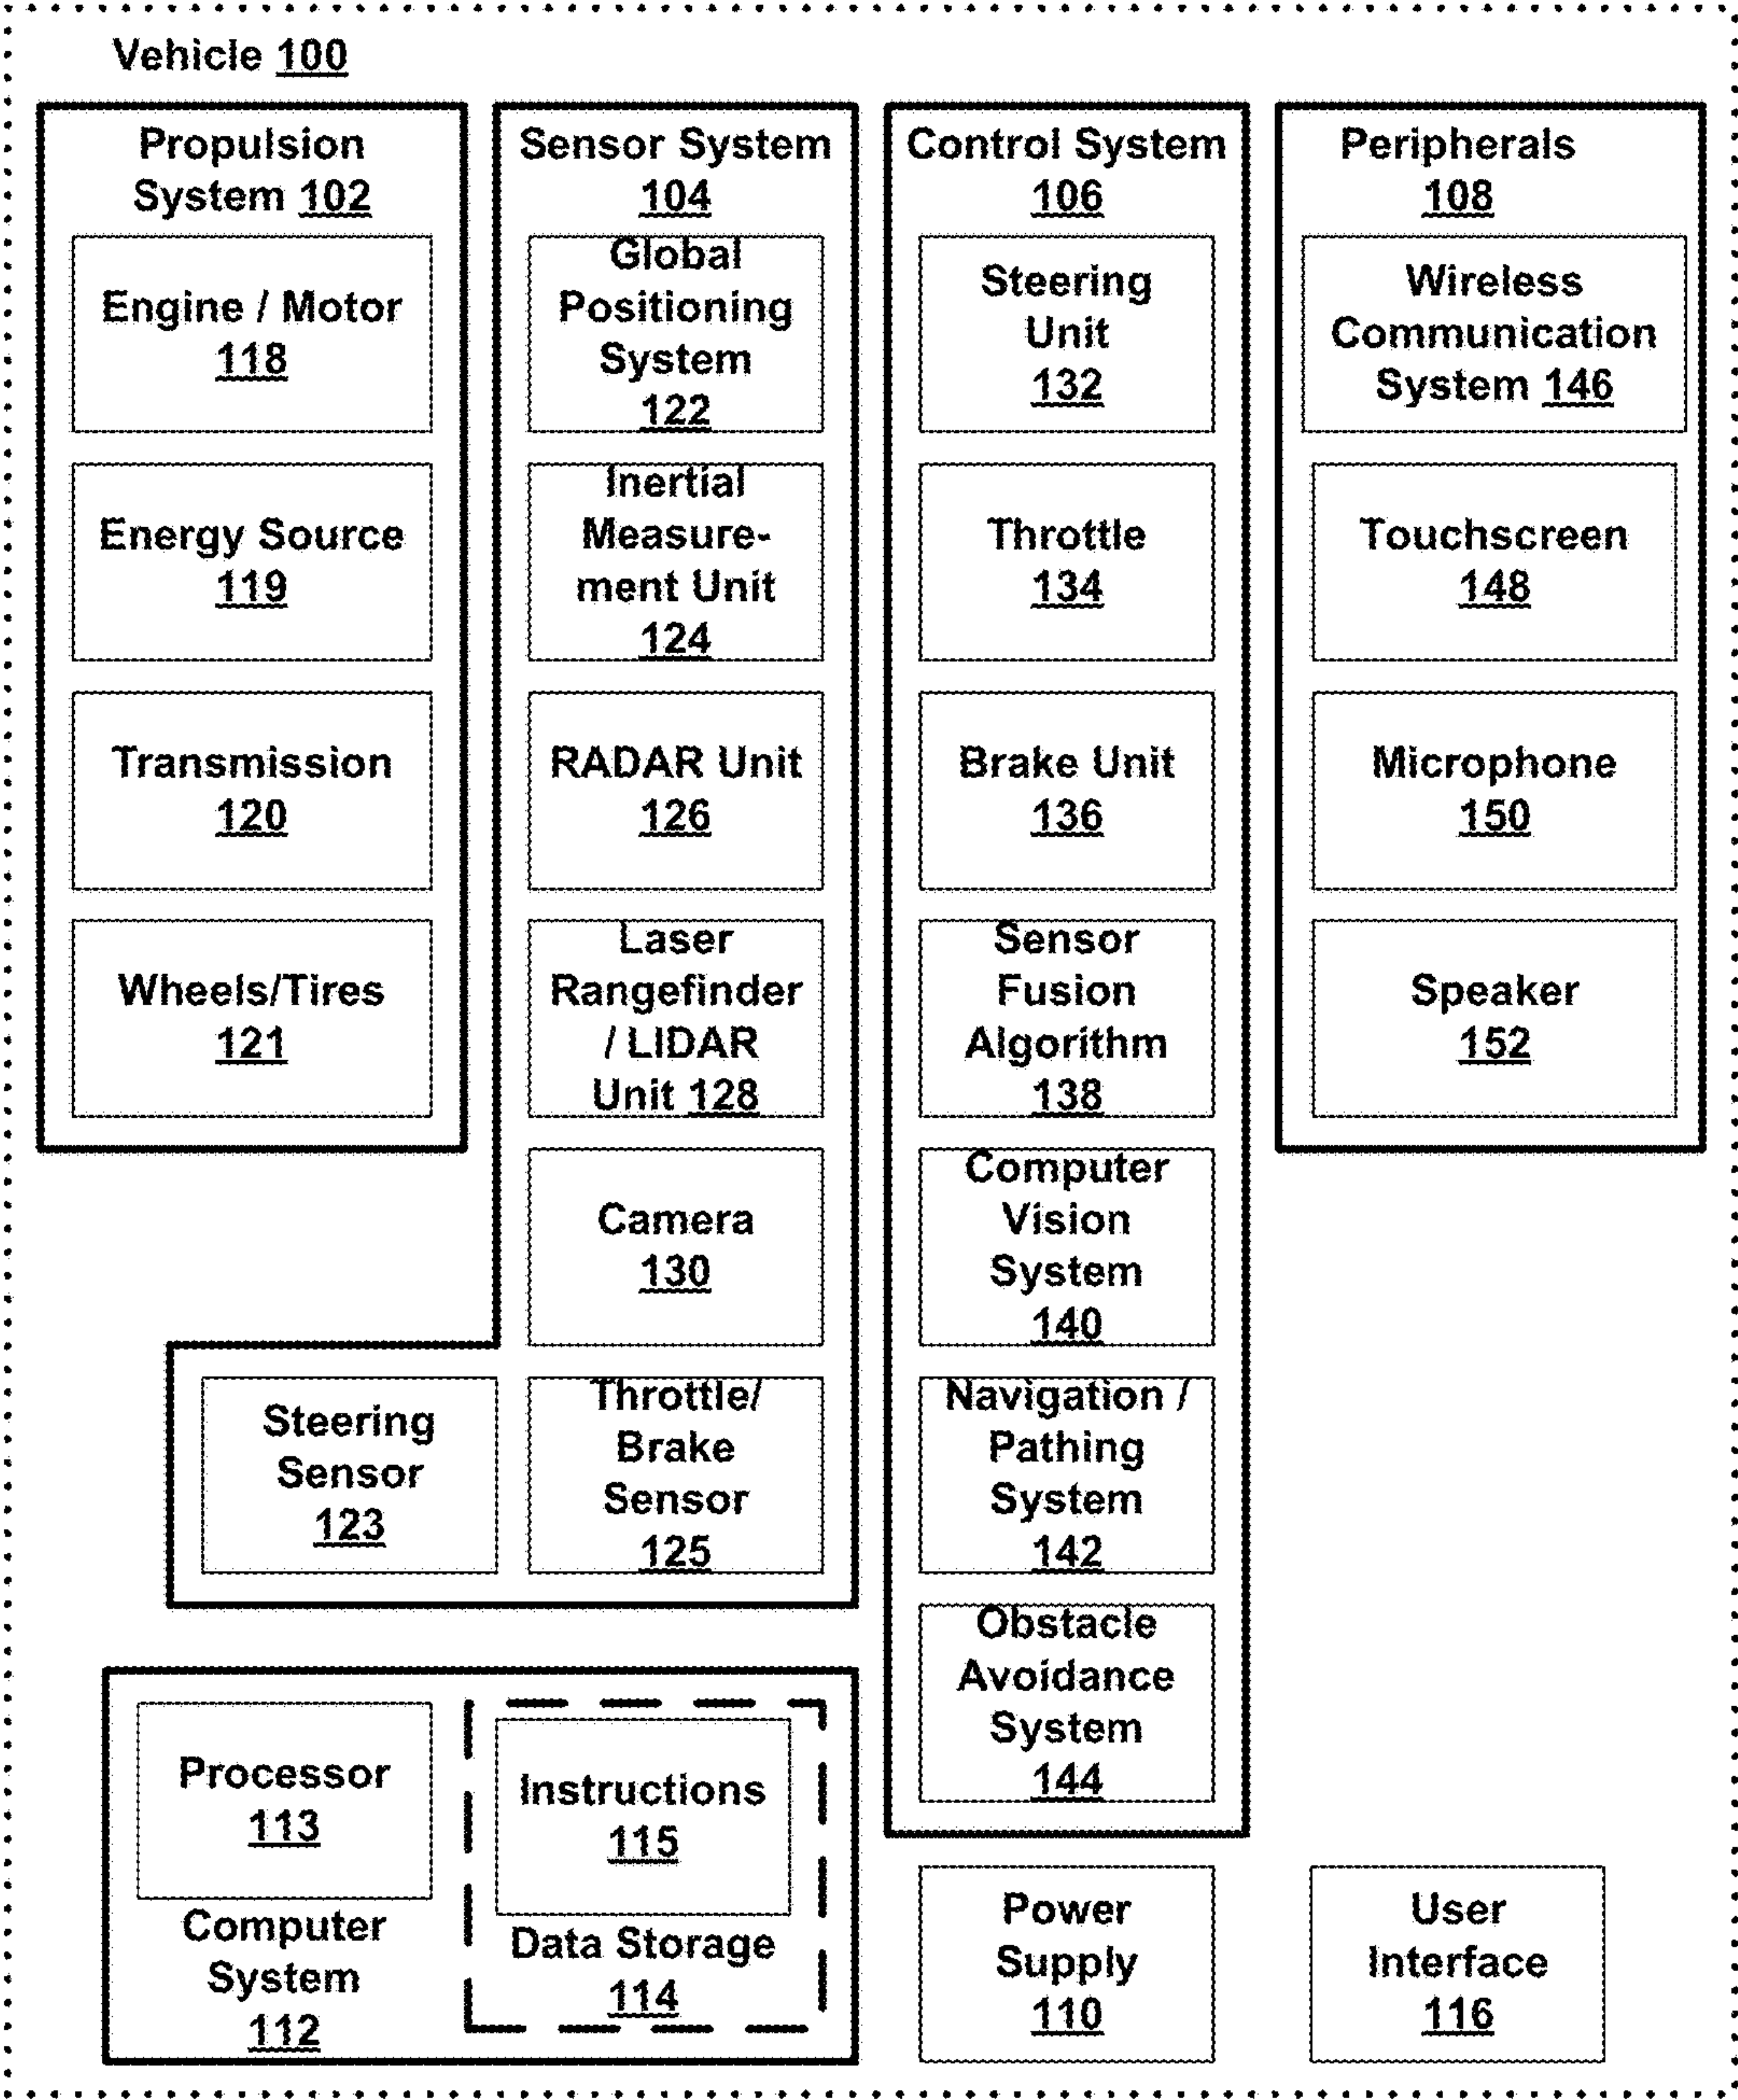 Vehicle 100
Propulsion
System 102
Engine / Motor
118
Energy Source
119
Transmission
120
Wheels/Tires
121
Sensor System
104
Global
Positioning
System
122
Inertial
Measure-
ment Unit
124
RADAR Unit
126
Laser
Rangefinder
/ LIDAR
Unit 128
Camera
130
Steering
Sensor
123
Throttle/
Brake
Sensor
125
Control System
106
Steering
Unit
132
Throttle
134
Brake Unit
136
Sensor
Fusion
Algorithm
138
Computer
Vision
System
140
Navigation /
Pathing
System
142
Obstacle
Avoidance
System
144
Peripherals
108
Wireless
Communication
System 146
Touchscreen
148
Microphone
150
Speaker
152
Processor
113
Computer
System
112
Instructions
115
Data Storage
114
Power
Supply
110
User
Interface
116